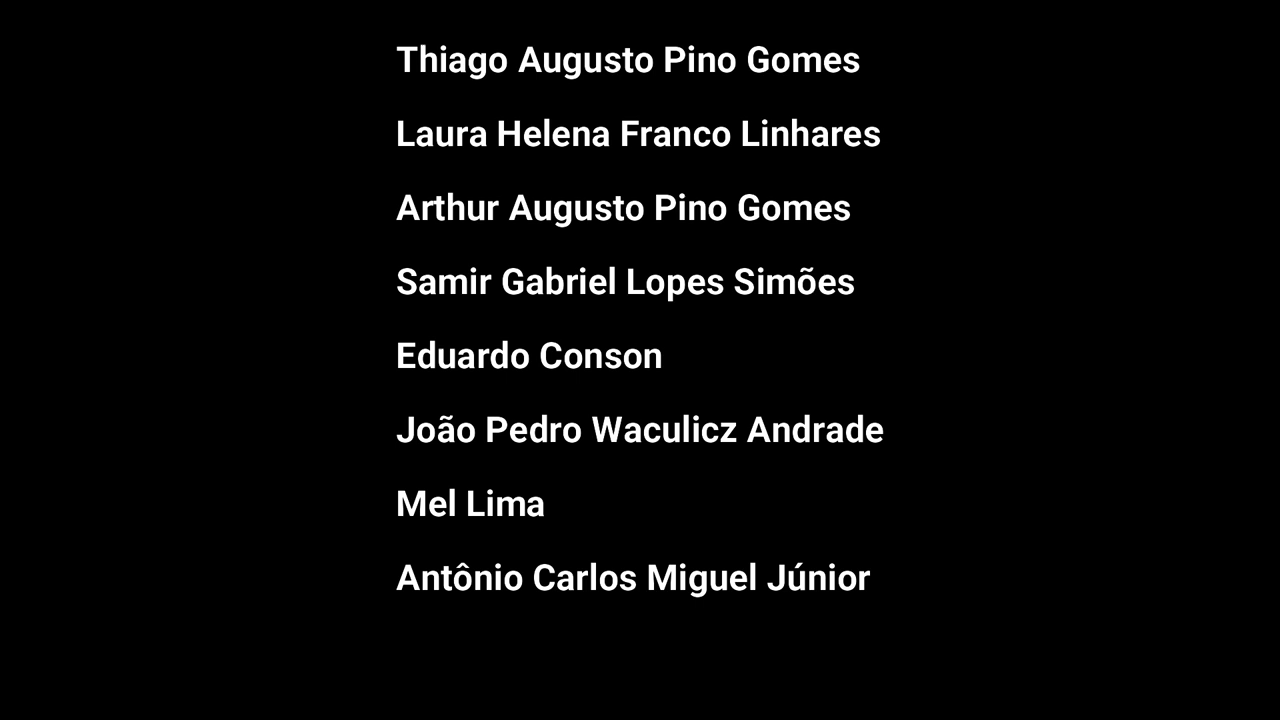 Thiago Augusto Pino Gomes
Laura Helena Franco Linhares
Arthur Augusto Pino Gomes
Samir Gabriel Lopes Simões
Eduardo Conson
João Pedro Waculicz Andrade
Mel Lima
Antônio Carlos Miguel Júnior